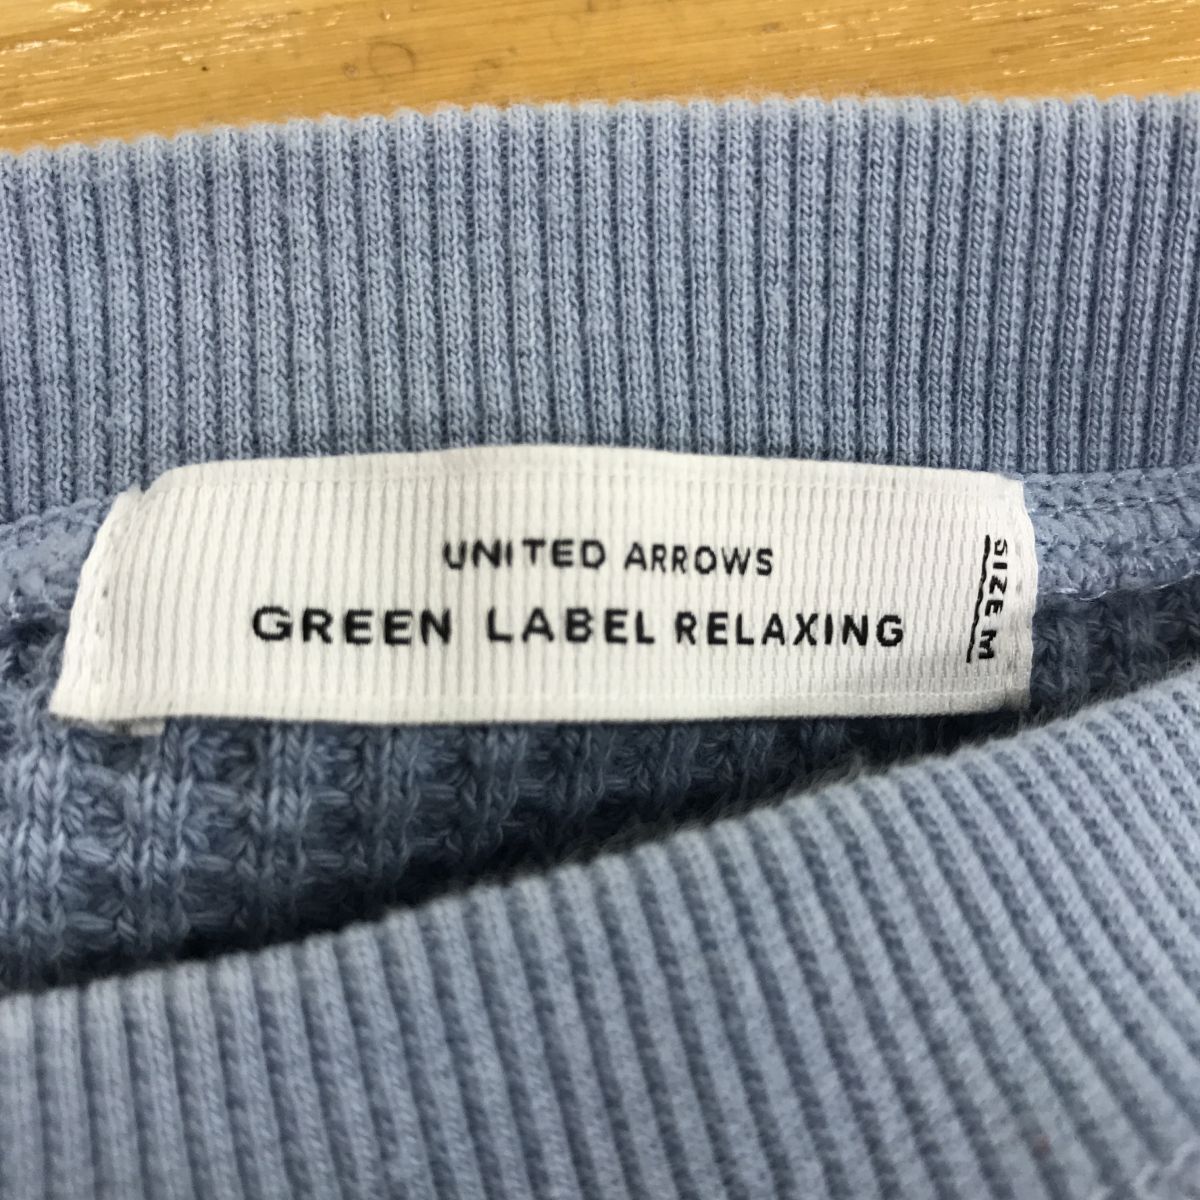 UNITED ARROWS
GREEN LABEL RELAXING
SIZE M